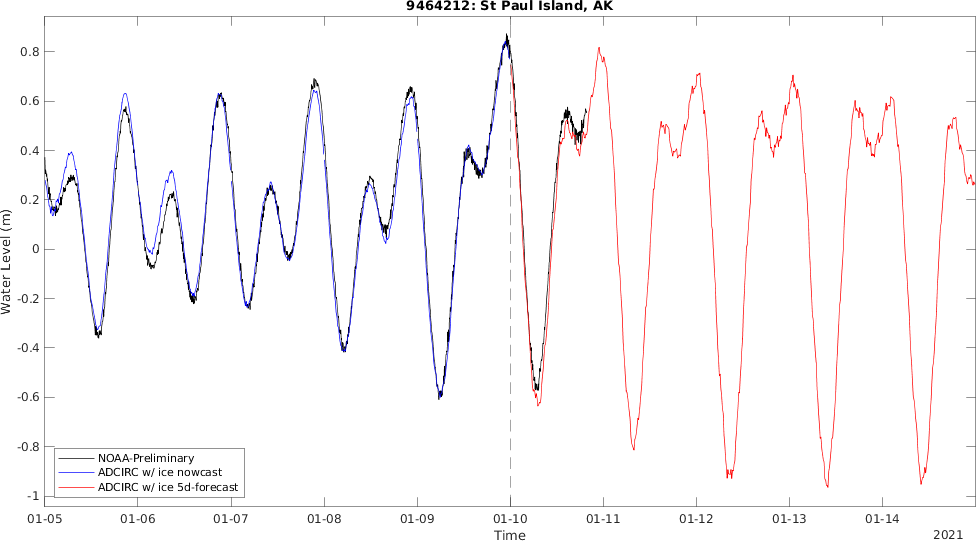 9464212: St Paul Island, AK
Water Level (m)
0.8
0.6
0.4
0.2
0
-0.2
-0.4
-0.6
-0.8
-1
NOAA-Preliminary
ADCIRC w/ ice nowcast
ADCIRC w/ ice 5d-forecast
01-05 01-06 01-07 01-08 01-09 01-10 01-11 01-12 01-13 01-14
Time
2021